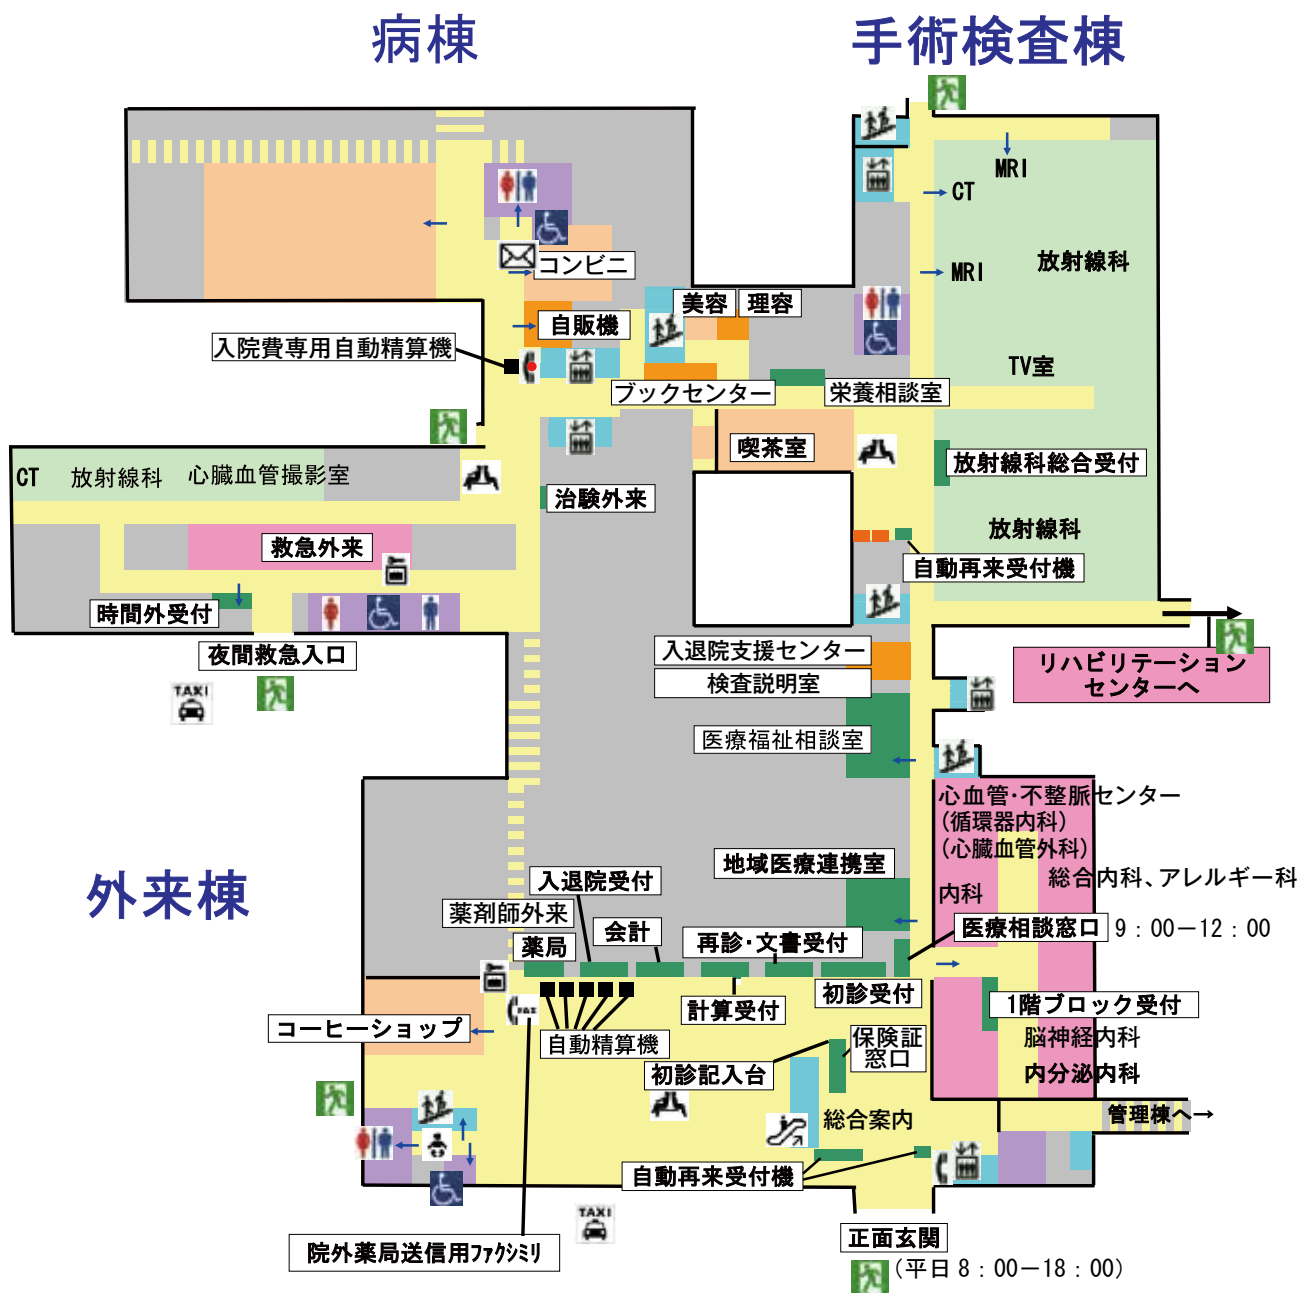 病棟
手術検査棟
MRI
CT
放射線科
MRI
コンビニ
美容
理容
自販機
入院費専用自動精算機
TV室
ブックセンター
栄養相談室
喫茶室
放射線科総合受付
CT
放射線科
心臓血管撮影室
治験外来
放射線科
救急外来
自動再来受付機
時間外受付
夜間救急入口
入退院支援センター
リハビリテーション
センターへ
検査説明室
TAXI
医療福祉相談室
心血管・不整脈センター
(循環器内科)
(心臓血管外科)
地域医療連携室
外来棟
入退院受付
内科
総合内科、アレルギー科
薬剤師外来
会計
再診・文書受付
医療相談窓口
9：00－12：00
薬局
計算受付
初診受付
1階ブロック受付
FAX
コーヒーショップ
自動精算機
保険証
窓口
脳神経内科
初診記入台
内分泌内科
総合案内
管理棟へ→
自動再来受付機
TAXI
院外薬局送信用ﾌｧｸｼﾐﾘ
正面玄関
(平日8：00－18：00)